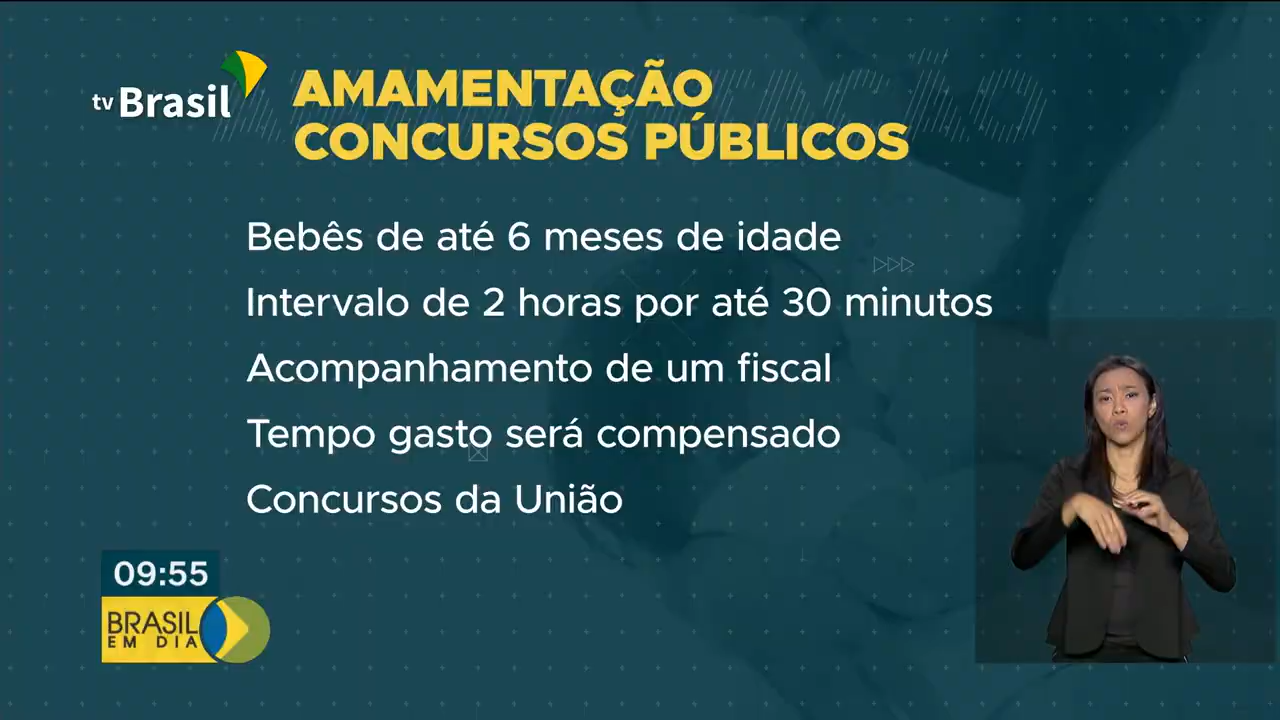 tv Brasil
AMAMENTAÇÃO
CONCURSOS PÚBLICOS
Bebês de até 6 meses de idade
Intervalo de 2 horas por até 30 minutos
Acompanhamento de um fiscal
Tempo gasto será compensado
Concursos da União
09:55
BRASIL
EM DIA